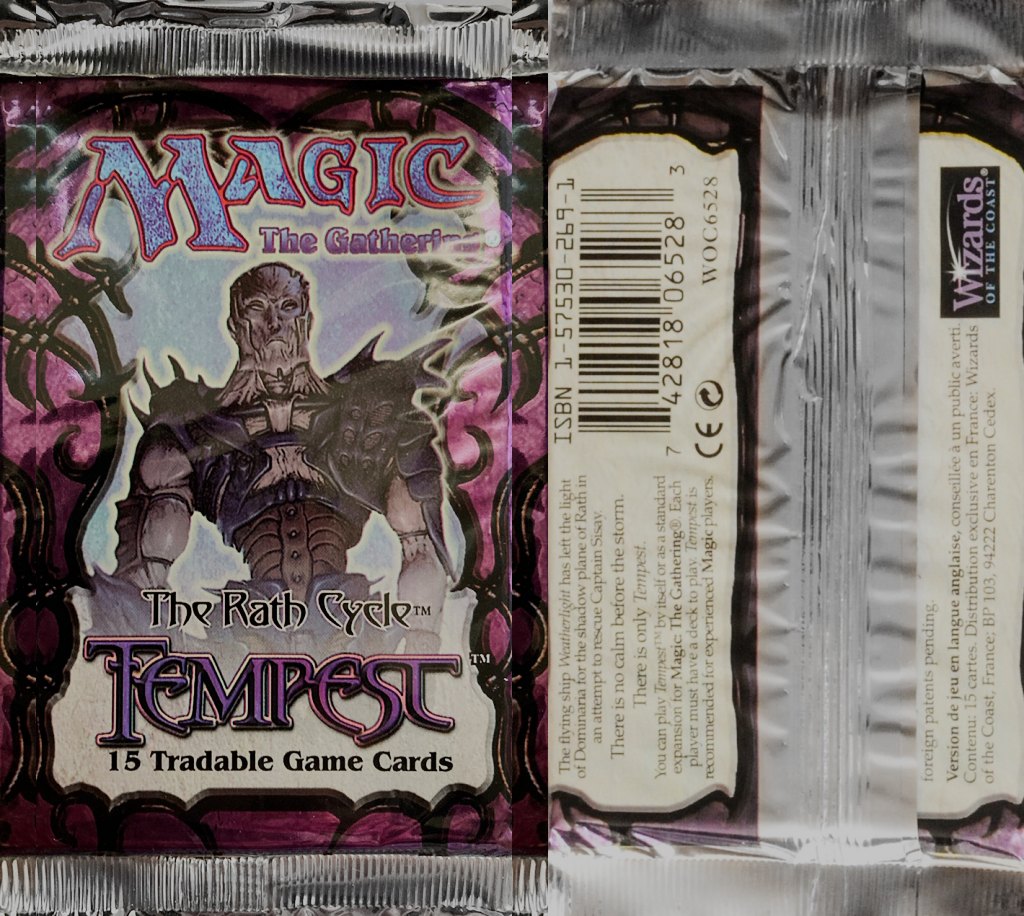 MAGIC
The Gatherin
The Rath Cycle™
TEMPEST™
15 Tradable Game Cards
ISBN 1-57530-269-1
7 42818 06528 3
WOC6528
CE
The flying ship Weatherlight has left the light
of Dominaria for the shadow plane of Rath in
an attempt to rescue Captain Sisay.
There is no calm before the storm.
There is only Tempest.
You can play Tempest™ by itself or as a standard
expansion for Magic: The Gathering®. Each
player must have a deck to play. Tempest is
recommended for experienced Magic players.
Wizards®
OF THE COAST
foreign patents pending.
Version de jeu en langue anglaise, conseillée à un public averti.
Contenu: 15 cartes. Distribution exclusive en France: Wizards
of the Coast, France: BP 103, 94222 Charenton Cedex.